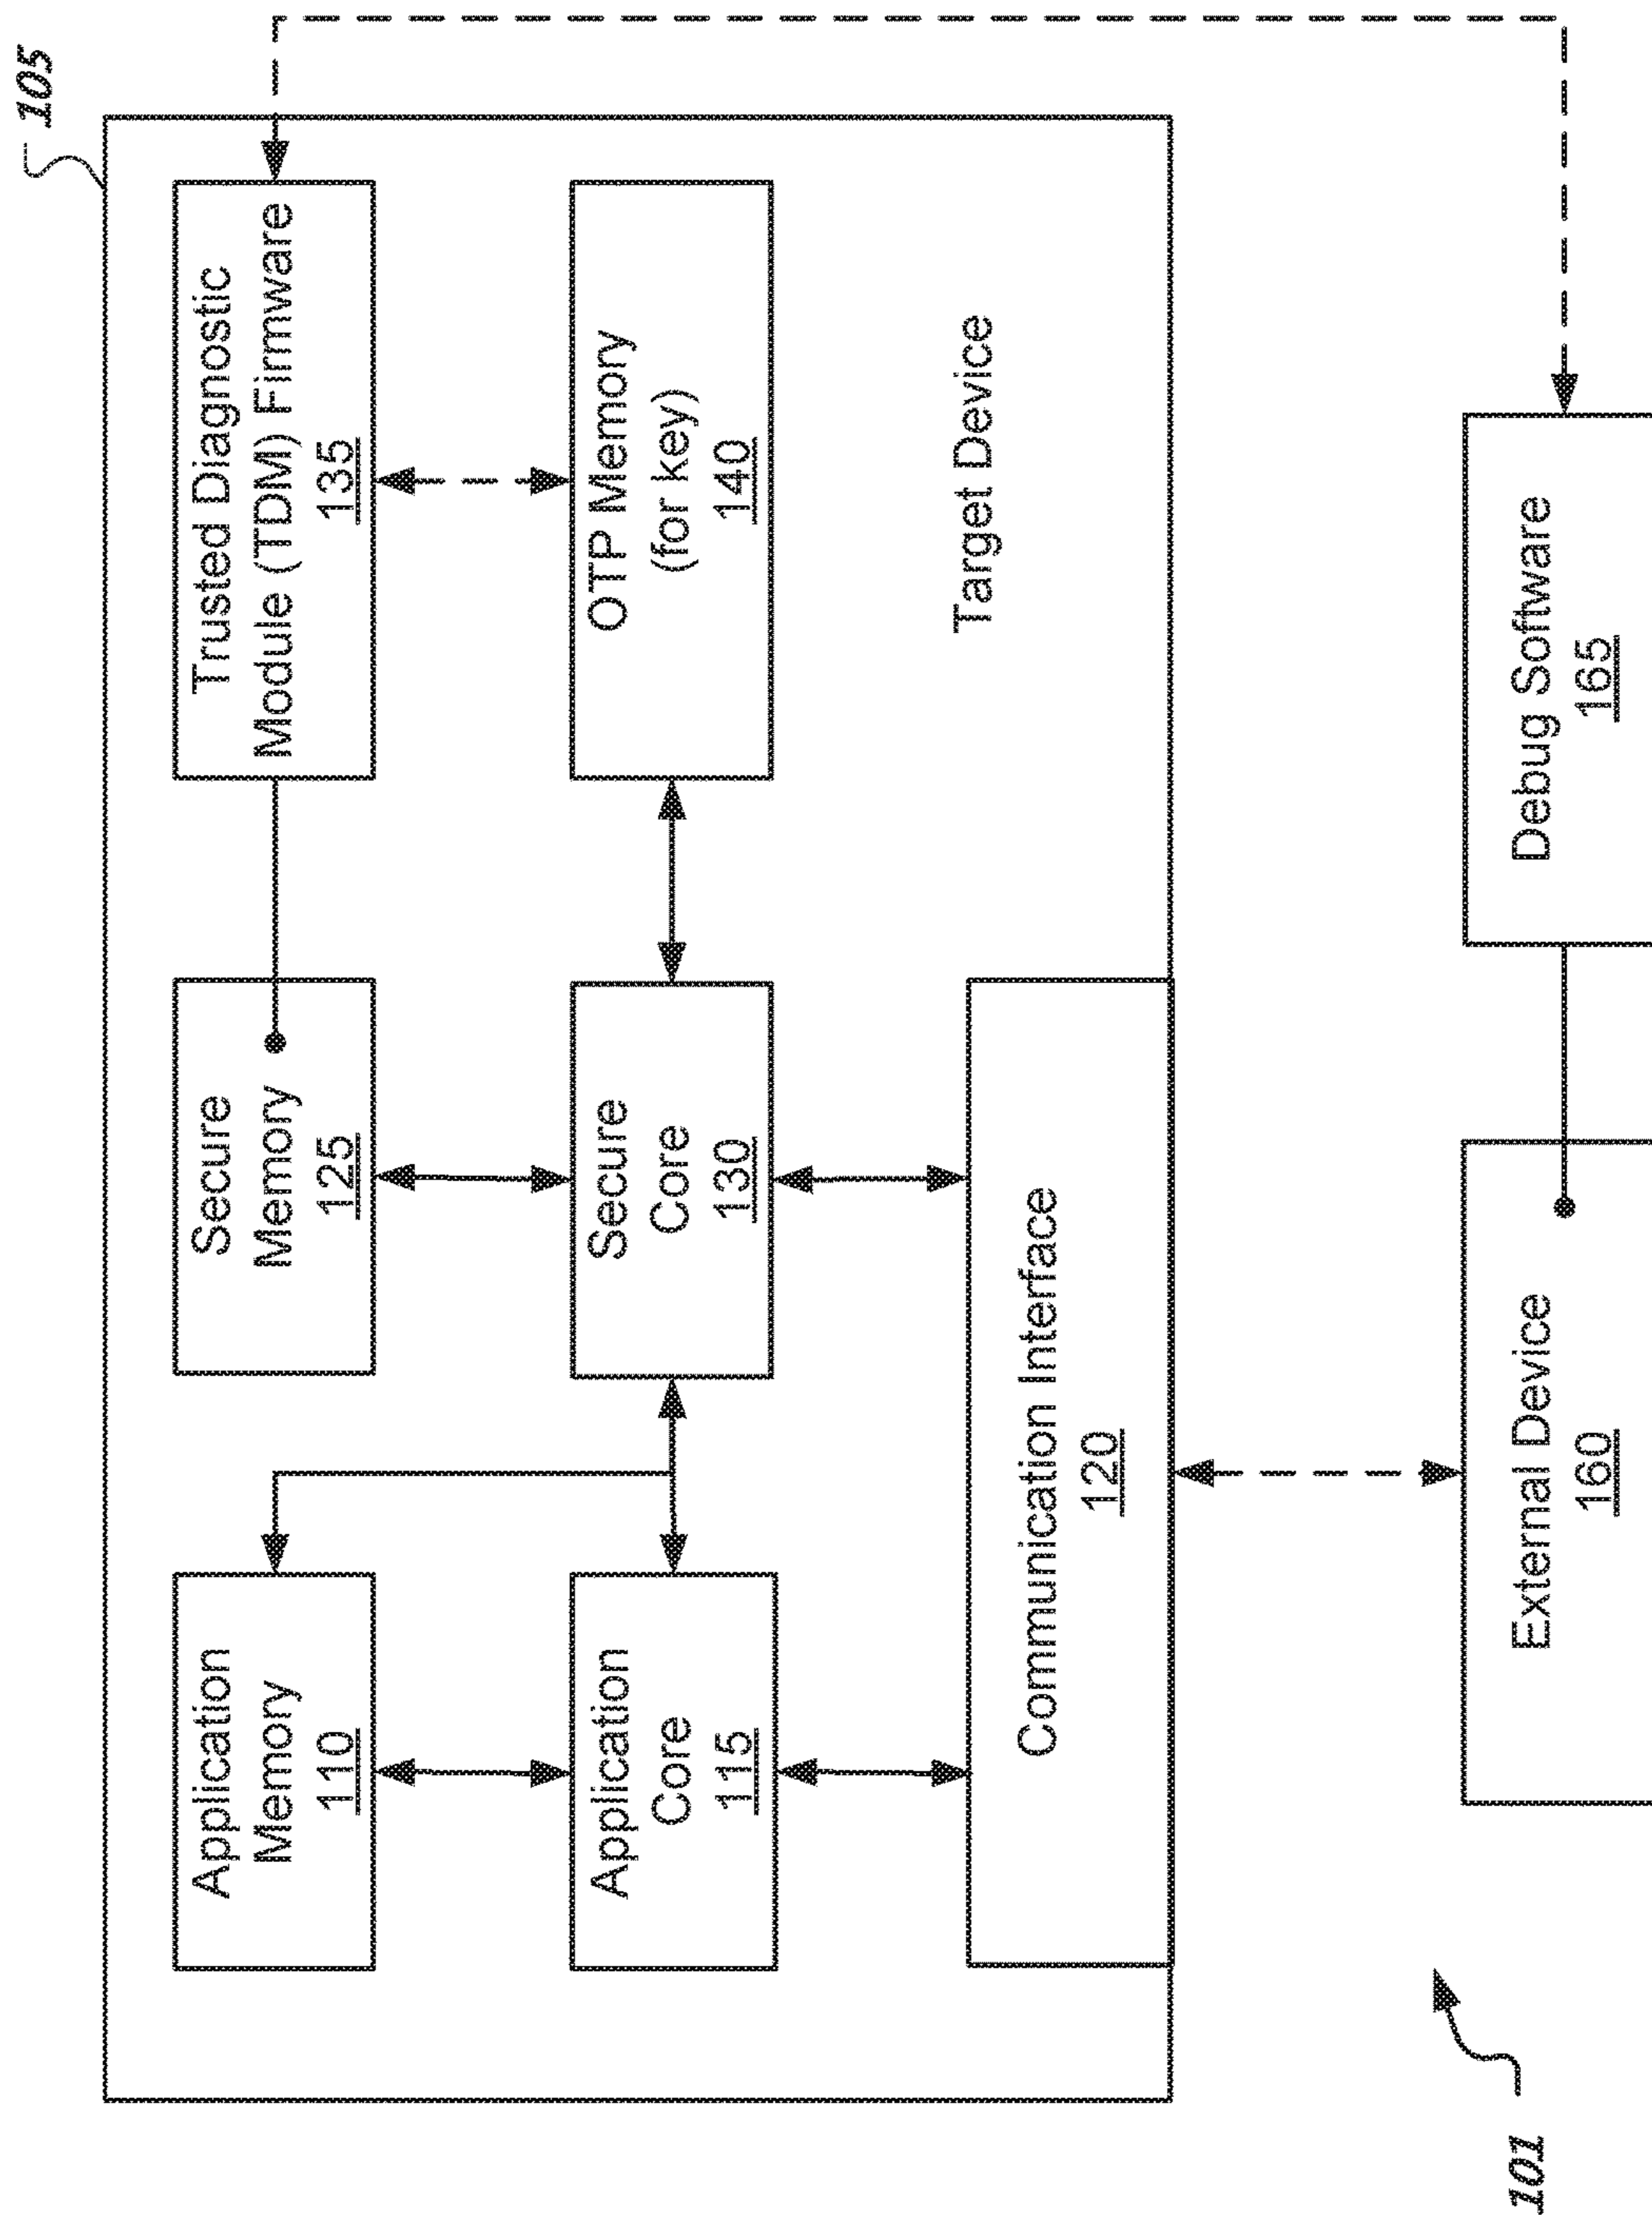 105
Application
Memory
110
Secure
Memory
125
Trusted Diagnostic
Module (TDM) Firmware
135
Application
Core
115
Secure
Core
130
OTP Memory
(for key)
140
Communication Interface
120
Target Device
External Device
160
Debug Software
165
101